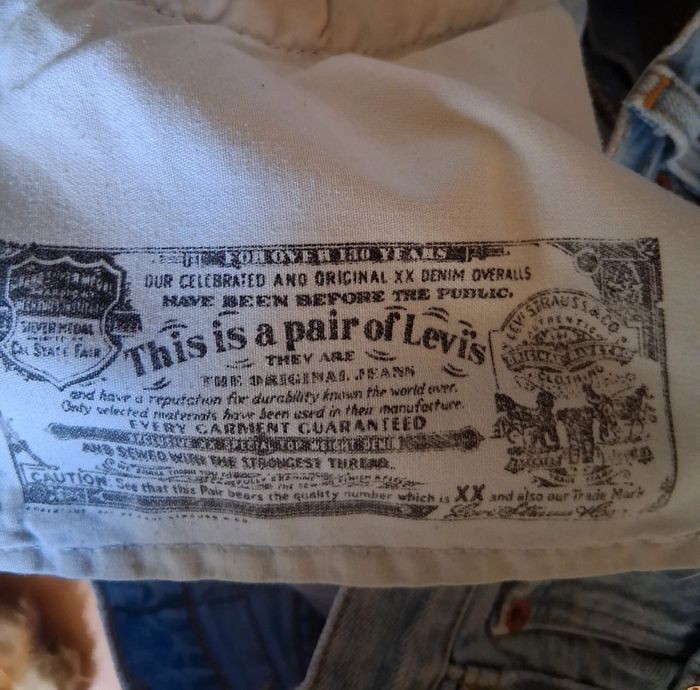 FOR OVER 130 YEARS
OUR CELEBRATED AND ORIGINAL XX DENIM OVERALLS
HAVE BEEN BEFORE THE PUBLIC.
This is a pair of Levi's
THEY ARE
THE ORIGINAL JEANS
and have a reputation for durability known the world over.
Only selected materials have been used in their manufacture.
EVERY GARMENT GUARANTEED
AND SEWED WITH THE STRONGEST THREAD.
CAUTION See that this Pair bears the quality number which is XX and also our Trade Mark
SILVER MEDAL
CAL STATE FAIR
LEVI STRAUSS & CO.
AUTHENTIC
CLOTHING